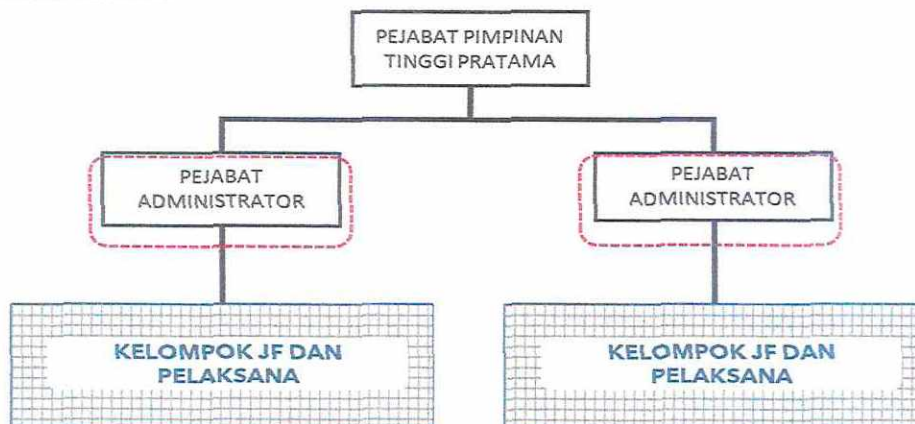 PEJABAT PIMPINAN
TINGGI PRATAMA
PEJABAT
ADMINISTRATOR
PEJABAT
ADMINISTRATOR
KELOMPOK JF DAN
PELAKSANA
KELOMPOK JF DAN
PELAKSANA